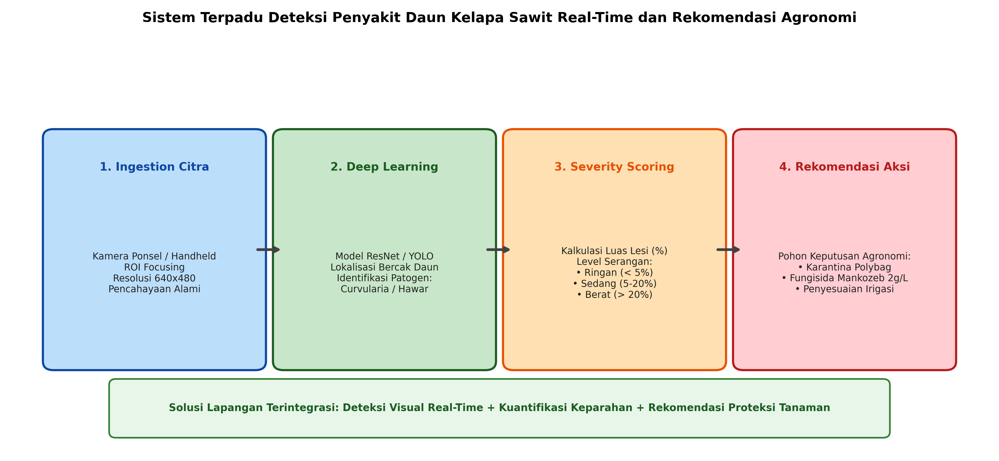 Sistem Terpadu Deteksi Penyakit Daun Kelapa Sawit Real-Time dan Rekomendasi Agronomi
1. Ingestion Citra
Kamera Ponsel / Handheld
ROI Focusing
Resolusi 640x480
Pencahayaan Alami
2. Deep Learning
Model ResNet / YOLO
Lokalisasi Bercak Daun
Identifikasi Patogen:
Curvularia / Hawar
3. Severity Scoring
Kalkulasi Luas Lesi (%)
Level Serangan:
• Ringan (< 5%)
• Sedang (5-20%)
• Berat (> 20%)
4. Rekomendasi Aksi
Pohon Keputusan Agronomi:
• Karantina Polybag
• Fungisida Mankozeb 2g/L
• Penyesuaian Irigasi
Solusi Lapangan Terintegrasi: Deteksi Visual Real-Time + Kuantifikasi Keparahan + Rekomendasi Proteksi Tanaman